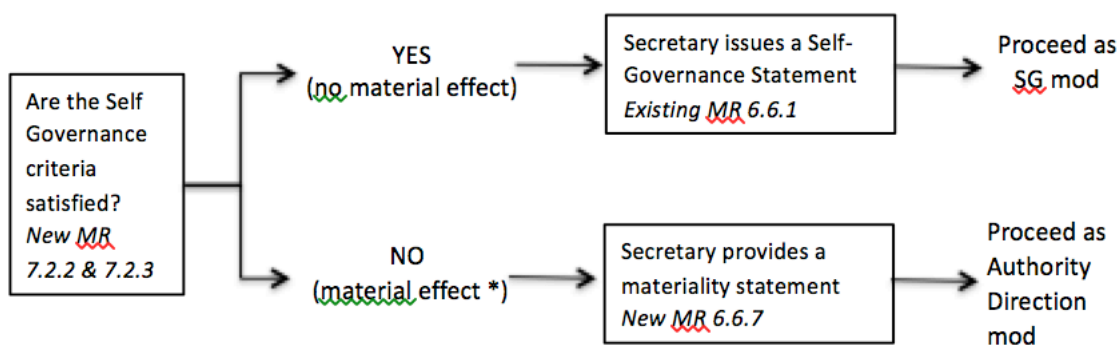 Are the Self
Governance
criteria
satisfied?
New MR
7.2.2 & 7.2.3
YES
(no material effect)
Secretary issues a Self-
Governance Statement
Existing MR 6.6.1
Proceed as
SG mod
NO
(material effect *)
Secretary provides a
materiality statement
New MR 6.6.7
Proceed as
Authority
Direction
mod